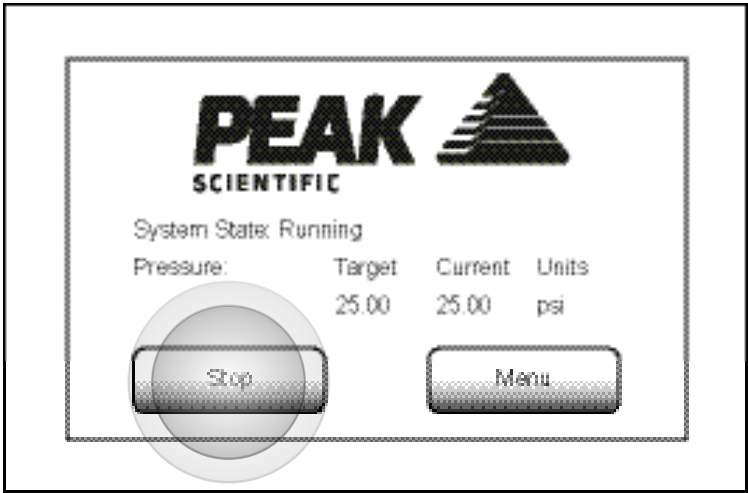 PEAK
SCIENTIFIC
System State: Running
Pressure: Target Current Units
25.00 25.00 psi
Stop Menu